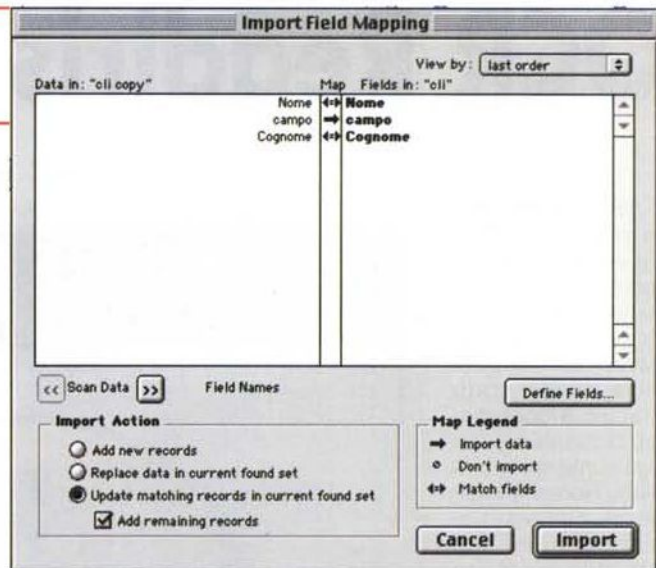 Import Field Mapping
View by: last order
Data in: "cli copy" Map Fields in: "cli"
Nome Nome
campo campo
Cognome Cognome
<< Scan Data >> Field Names Define Fields...
Import Action
Add new records
Replace data in current found set
Update matching records in current found set
Add remaining records
Map Legend
Import data
Don't import
Match fields
Cancel Import